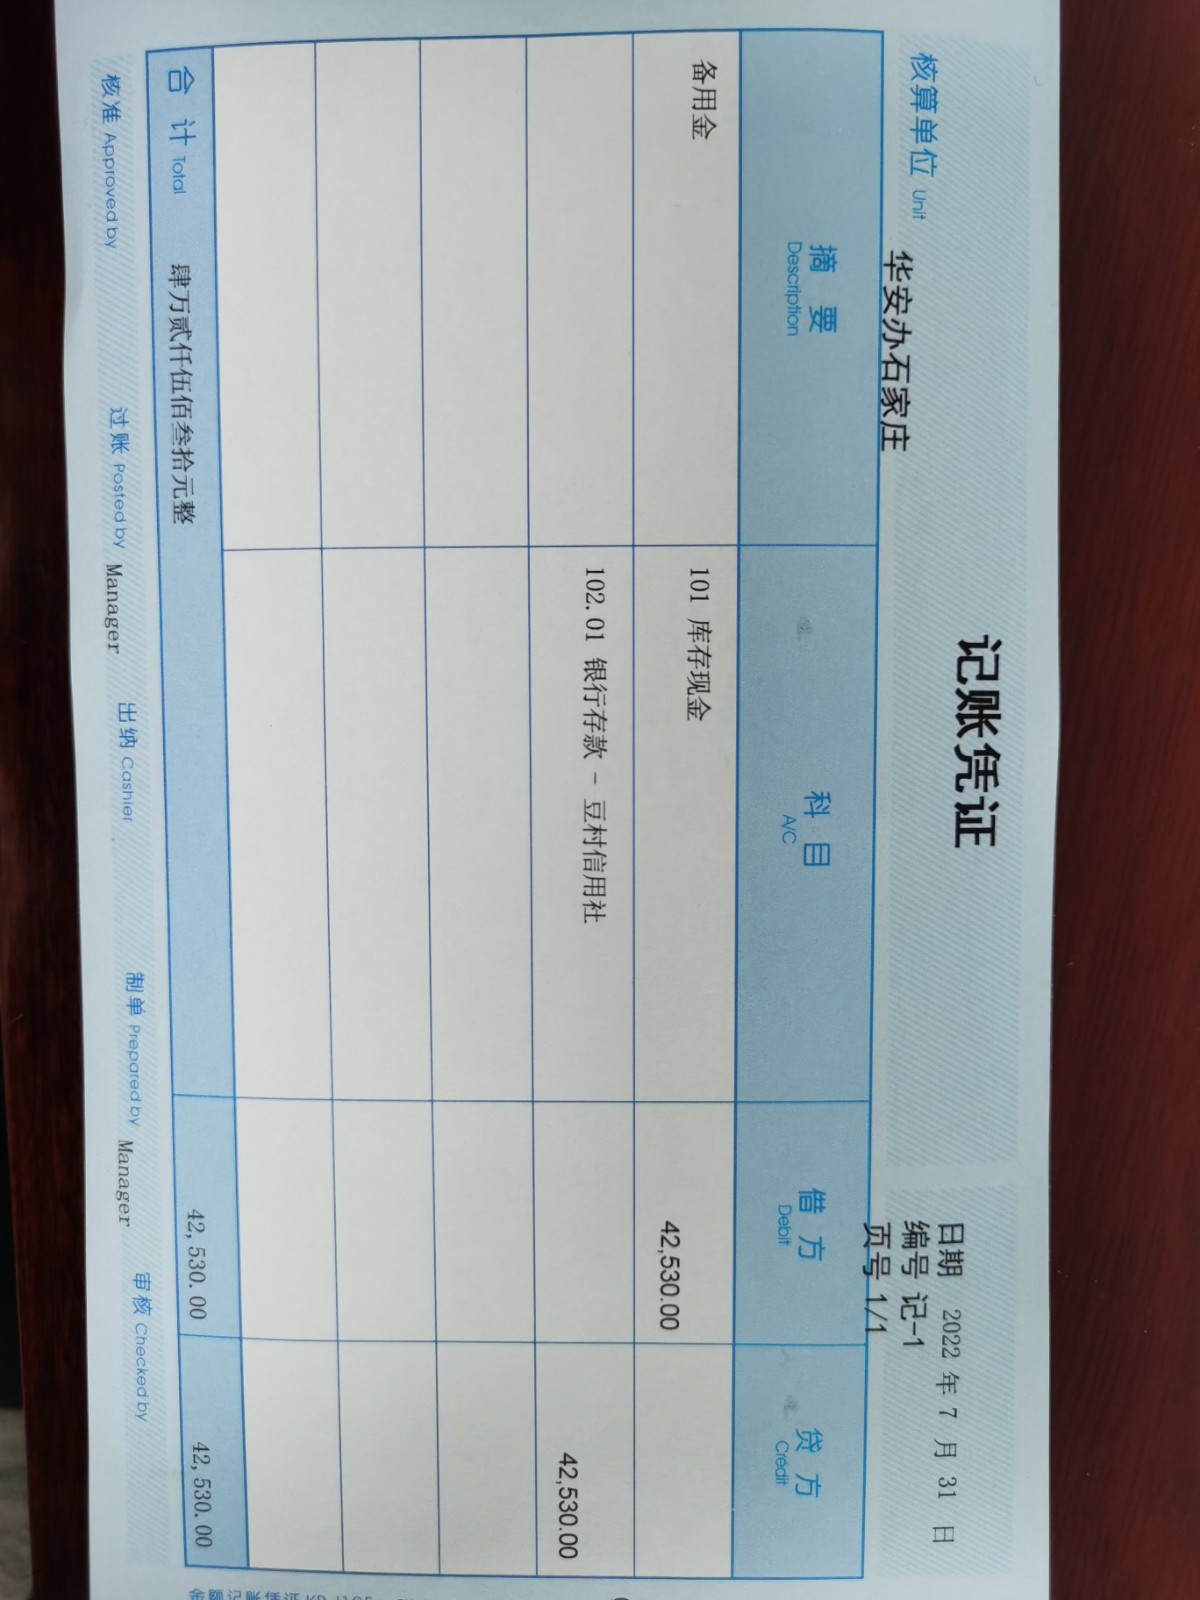 记账凭证
日期 2022 年 7 月 31 日
编号 记-1
核算单位 Unit 华安办石家庄
页号 1/1
摘 要 科 目 借 方 贷 方
Description A/C Debit Credit
备用金 101 库存现金 42,530.00
102.01 银行存款 - 豆村信用社 42,530.00
合 计 Total 肆万贰仟伍佰叁拾元整 42,530.00 42,530.00
核准 Approved by 过账 Posted by Manager 出纳 Cashier 制单 Prepared by Manager 审核 Checked by